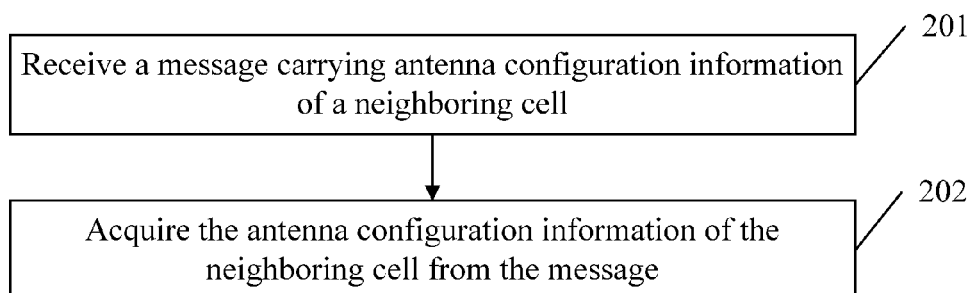 201
Receive a message carrying antenna configuration information
of a neighboring cell
202
Acquire the antenna configuration information of the
neighboring cell from the message